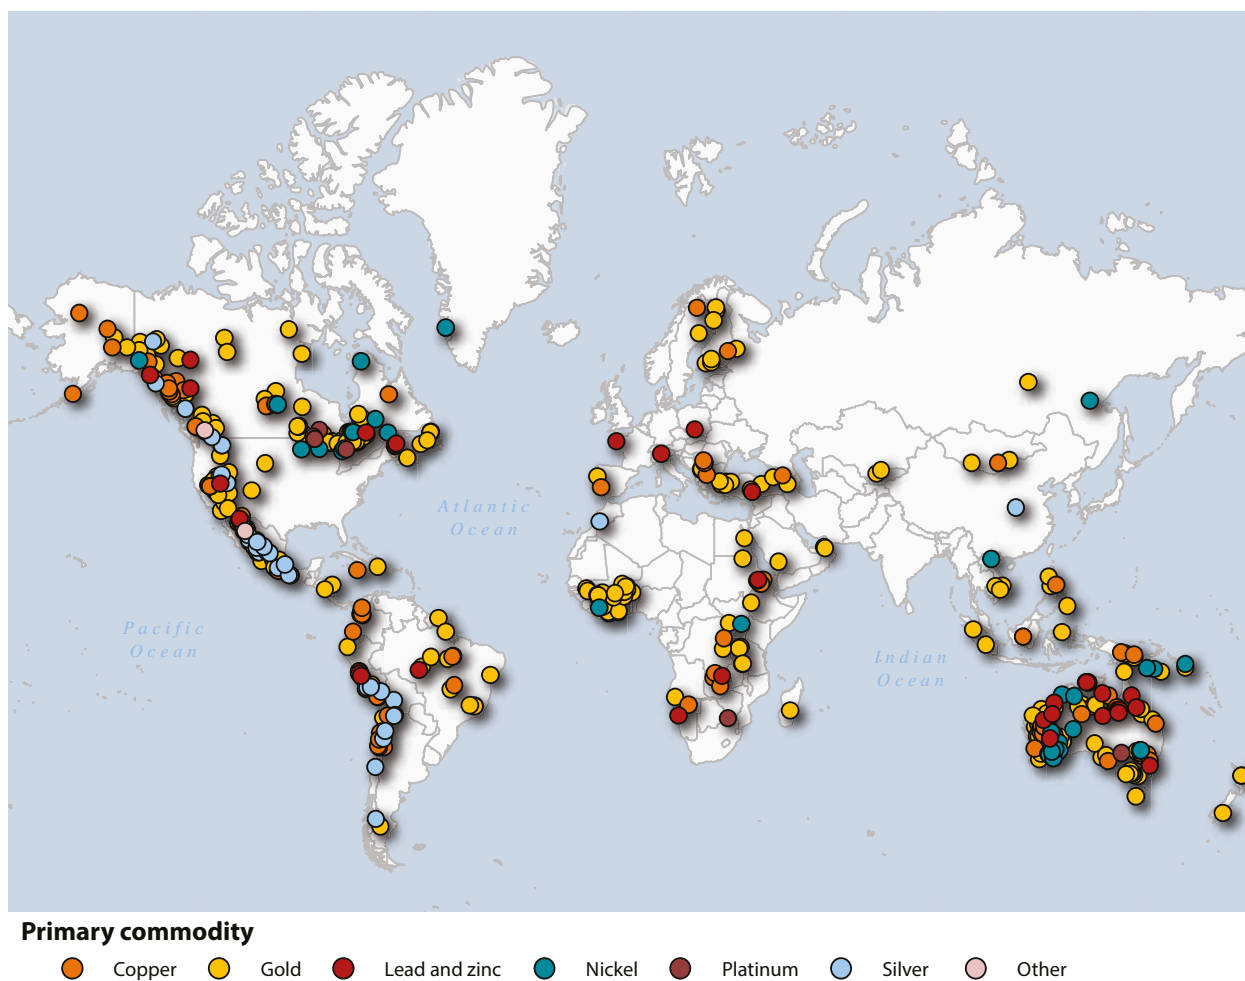 Atlantic
Ocean
Pacific
Ocean
Indian
Ocean
Primary commodity
Copper Gold Lead and zinc Nickel Platinum Silver Other